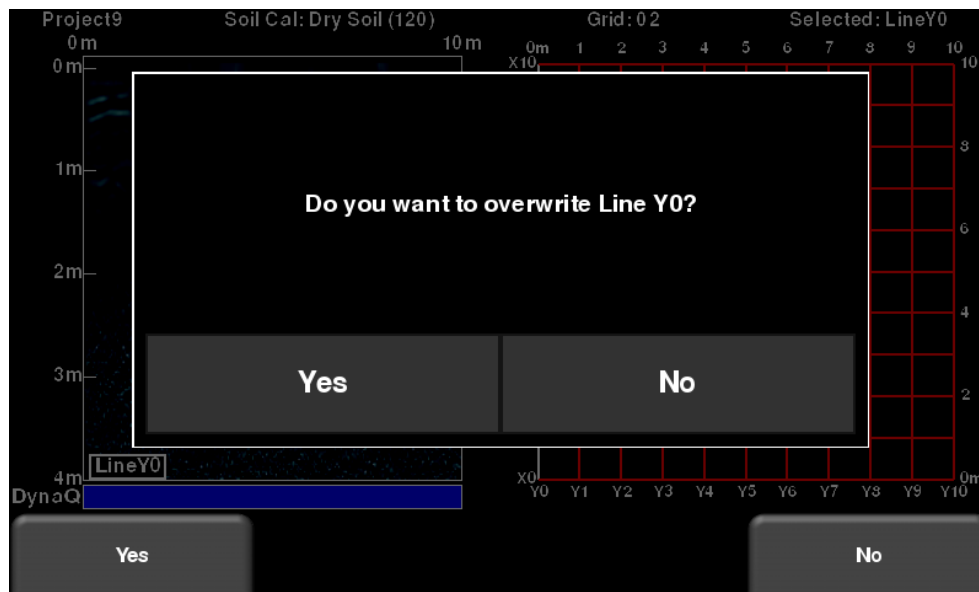 Project9 Soil Cal: Dry Soil (120) Grid: 02 Selected: LineY0
0m 10m 0m 1 2 3 4 5 6 7 8 9 10
0m X10 10
1m 8
Do you want to overwrite Line Y0?
6
2m
4
3m Yes No 2
LineY0
4m X0 0m
DynaQ Y0 Y1 Y2 Y3 Y4 Y5 Y6 Y7 Y8 Y9 Y10
Yes No